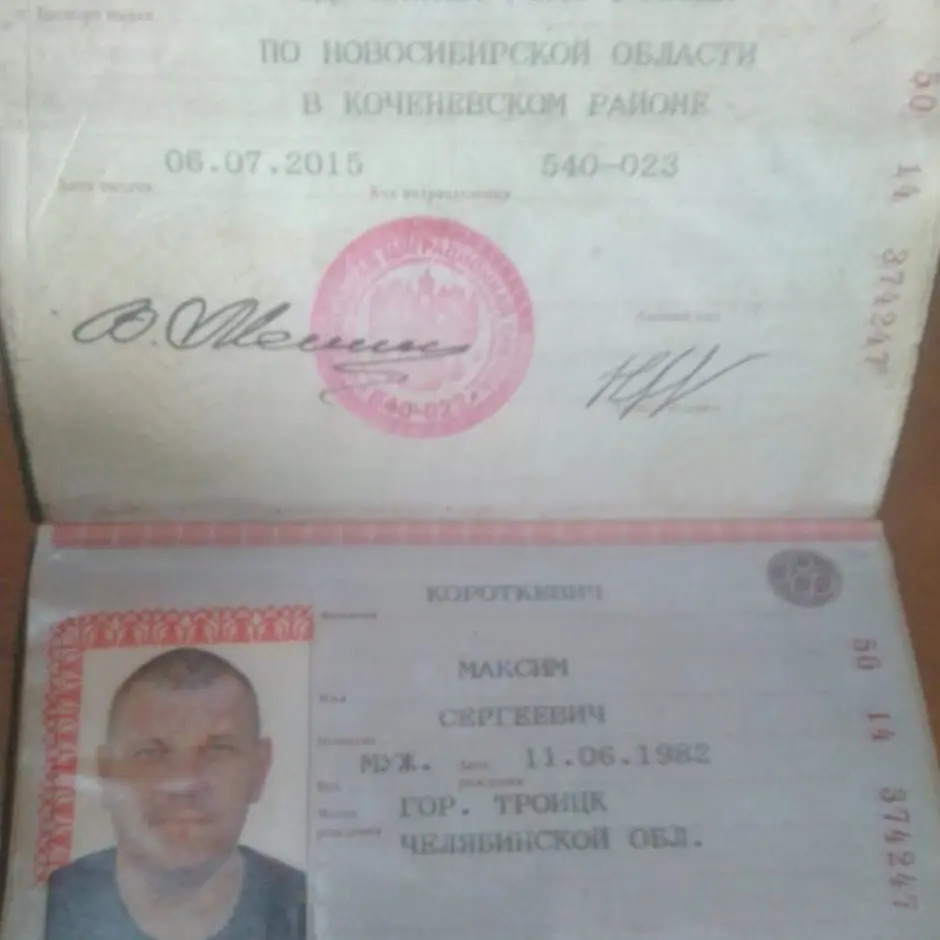 Паспорт выдан
ПО НОВОСИБИРСКОЙ ОБЛАСТИ
В КОЧЕНЕВСКОМ РАЙОНЕ
06.07.2015 540-023
Дата выдачи Код подразделения
Личный код
540-023
50 14 374247
КОРОТКЕВИЧ
Фамилия
МАКСИМ
Имя
СЕРГЕЕВИЧ
Отчество
МУЖ. Дата рождения 11.06.1982
Пол
Место рождения ГОР. ТРОИЦК
ЧЕЛЯБИНСКОЙ ОБЛ.
50 14 374247